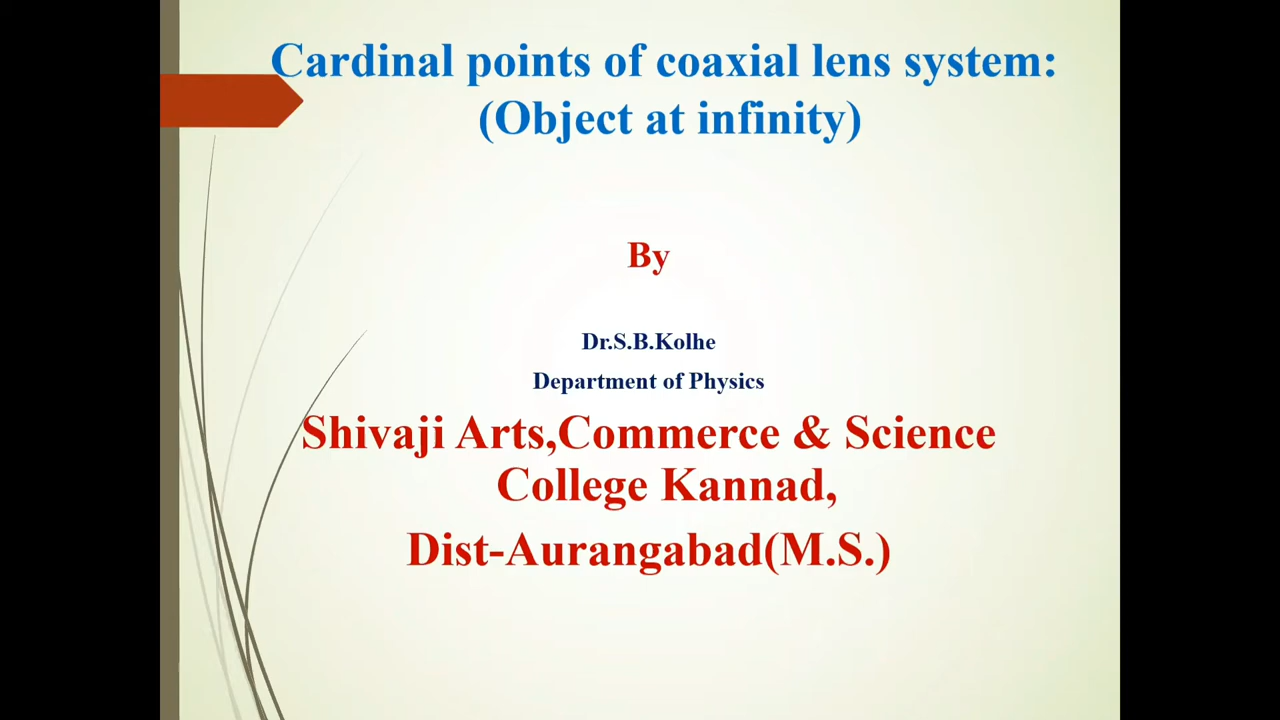 Cardinal points of coaxial lens system:
(Object at infinity)
By
Dr.S.B.Kolhe
Department of Physics
Shivaji Arts,Commerce & Science
College Kannad,
Dist-Aurangabad(M.S.)